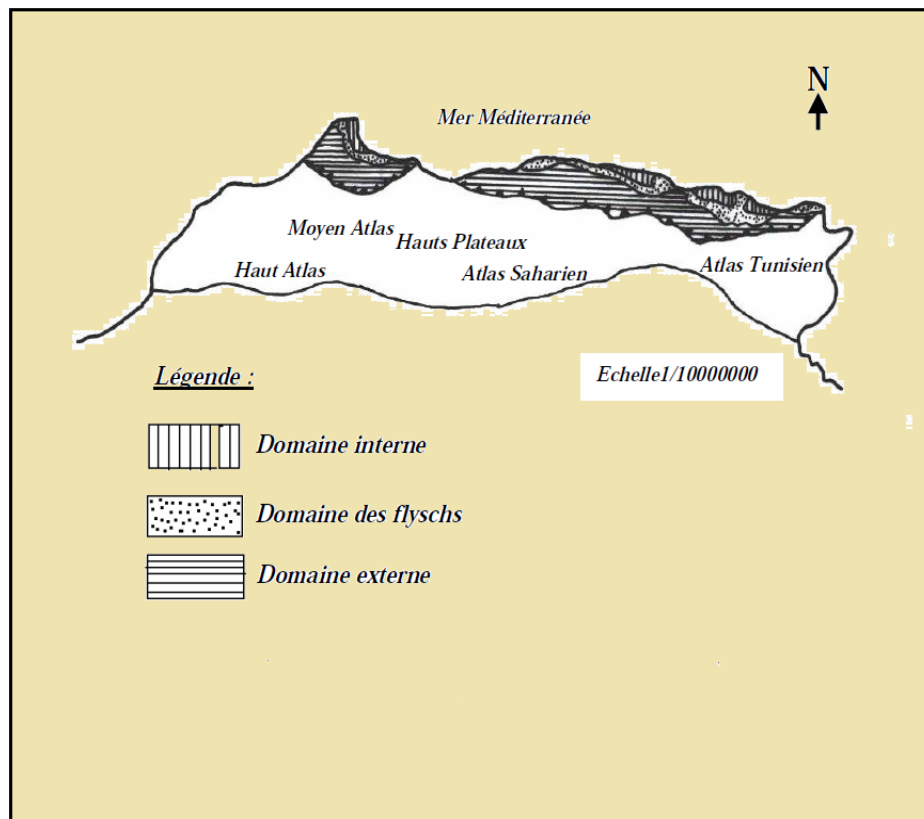 N
Mer Méditerranée
Moyen Atlas
Hauts Plateaux
Haut Atlas
Atlas Saharien
Atlas Tunisien
Echelle1/10000000
Légende :
Domaine interne
Domaine des flyschs
Domaine externe